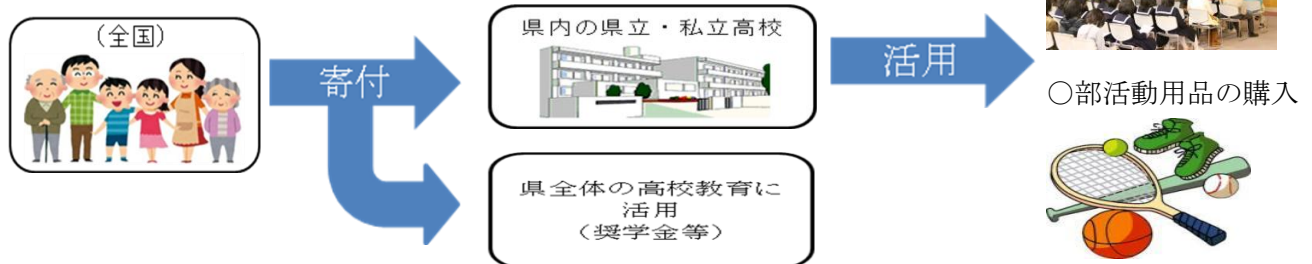 (全国)
寄付
県内の県立・私立高校
県全体の高校教育に
活用
(奨学金等)
活用
○部活動用品の購入